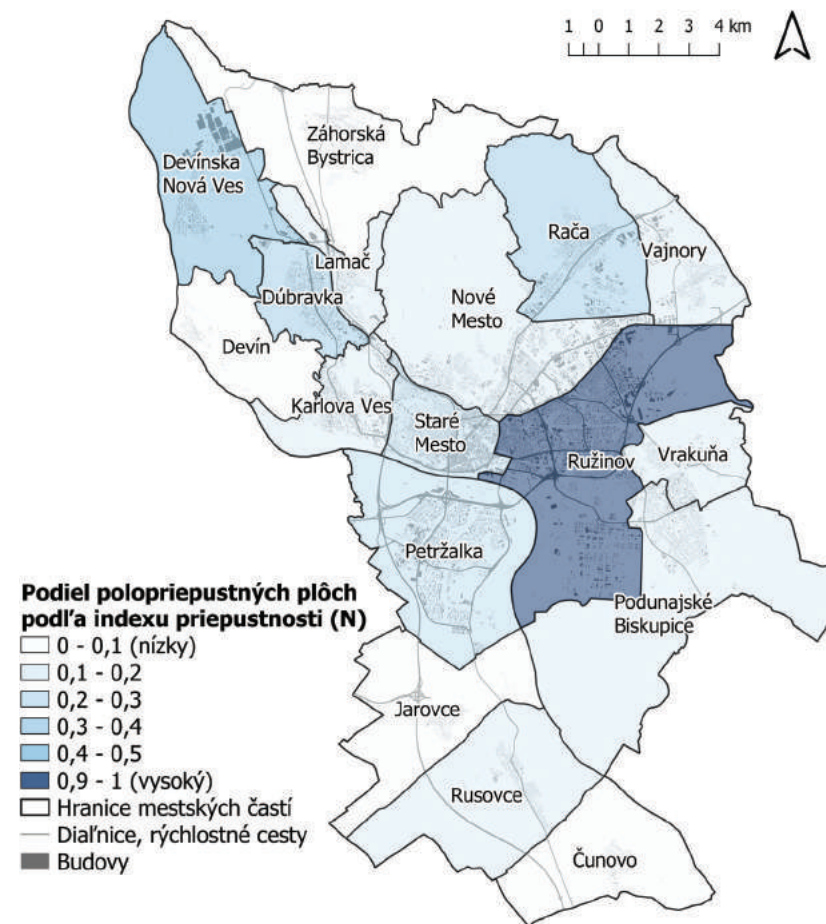 1 0 1 2 3 4 km
Záhorská
Bystrica
Devínska
Nová Ves
Rača
Vajnory
Lamač
Dúbravka
Nové
Mesto
Devín
Karlova Ves
Staré
Mesto
Ružinov
Vrakuňa
Petržalka
Podunajské
Biskupice
Jarovce
Rusovce
Čunovo
Podiel polopriepustných plôch
podľa indexu priepustnosti (N)
0 - 0,1 (nízky)
0,1 - 0,2
0,2 - 0,3
0,3 - 0,4
0,4 - 0,5
0,9 - 1 (vysoký)
Hranice mestských častí
Diaľnice, rýchlostné cesty
Budovy